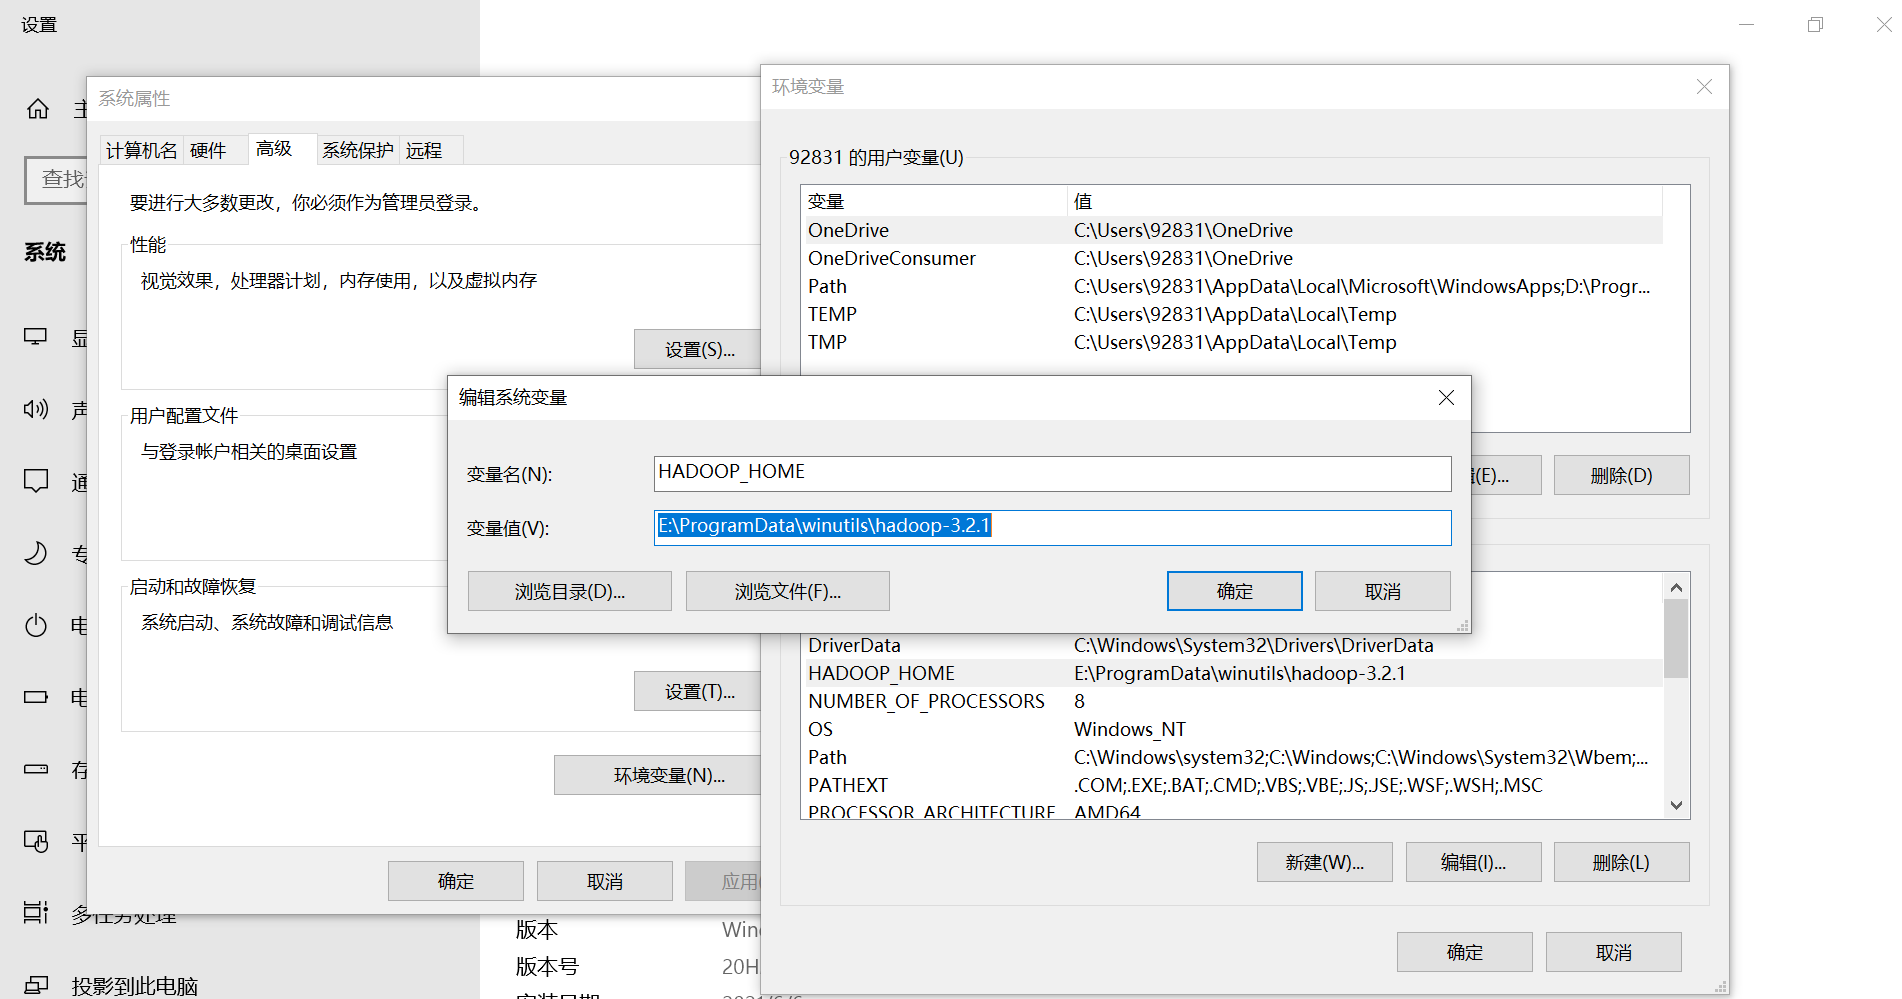 设置
系统属性
计算机名
硬件
高级
系统保护
远程
要进行大多数更改，你必须作为管理员登录。
性能
视觉效果，处理器计划，内存使用，以及虚拟内存
设置(S)...
用户配置文件
与登录帐户相关的桌面设置
启动和故障恢复
系统启动、系统故障和调试信息
设置(T)...
环境变量(N)...
确定
取消
应用
查找
系统
多任务处理
投影到此电脑
版本
版本号
20H
环境变量
92831 的用户变量(U)
变量 值
OneDrive C:\Users\92831\OneDrive
OneDriveConsumer C:\Users\92831\OneDrive
Path C:\Users\92831\AppData\Local\Microsoft\WindowsApps;D:\Progr...
TEMP C:\Users\92831\AppData\Local\Temp
TMP C:\Users\92831\AppData\Local\Temp
(E)...
删除(D)
编辑系统变量
变量名(N): HADOOP_HOME
变量值(V): E:\ProgramData\winutils\hadoop-3.2.1
浏览目录(D)...
浏览文件(F)...
确定
取消
DriverData C:\Windows\System32\Drivers\DriverData
HADOOP_HOME E:\ProgramData\winutils\hadoop-3.2.1
NUMBER_OF_PROCESSORS 8
OS Windows_NT
Path C:\Windows\system32;C:\Windows;C:\Windows\System32\Wbem;...
PATHEXT .COM;.EXE;.BAT;.CMD;.VBS;.VBE;.JS;.JSE;.WSF;.WSH;.MSC
PROCESSOR_ARCHITECTURE AMD64
新建(W)...
编辑(I)...
删除(L)
确定
取消